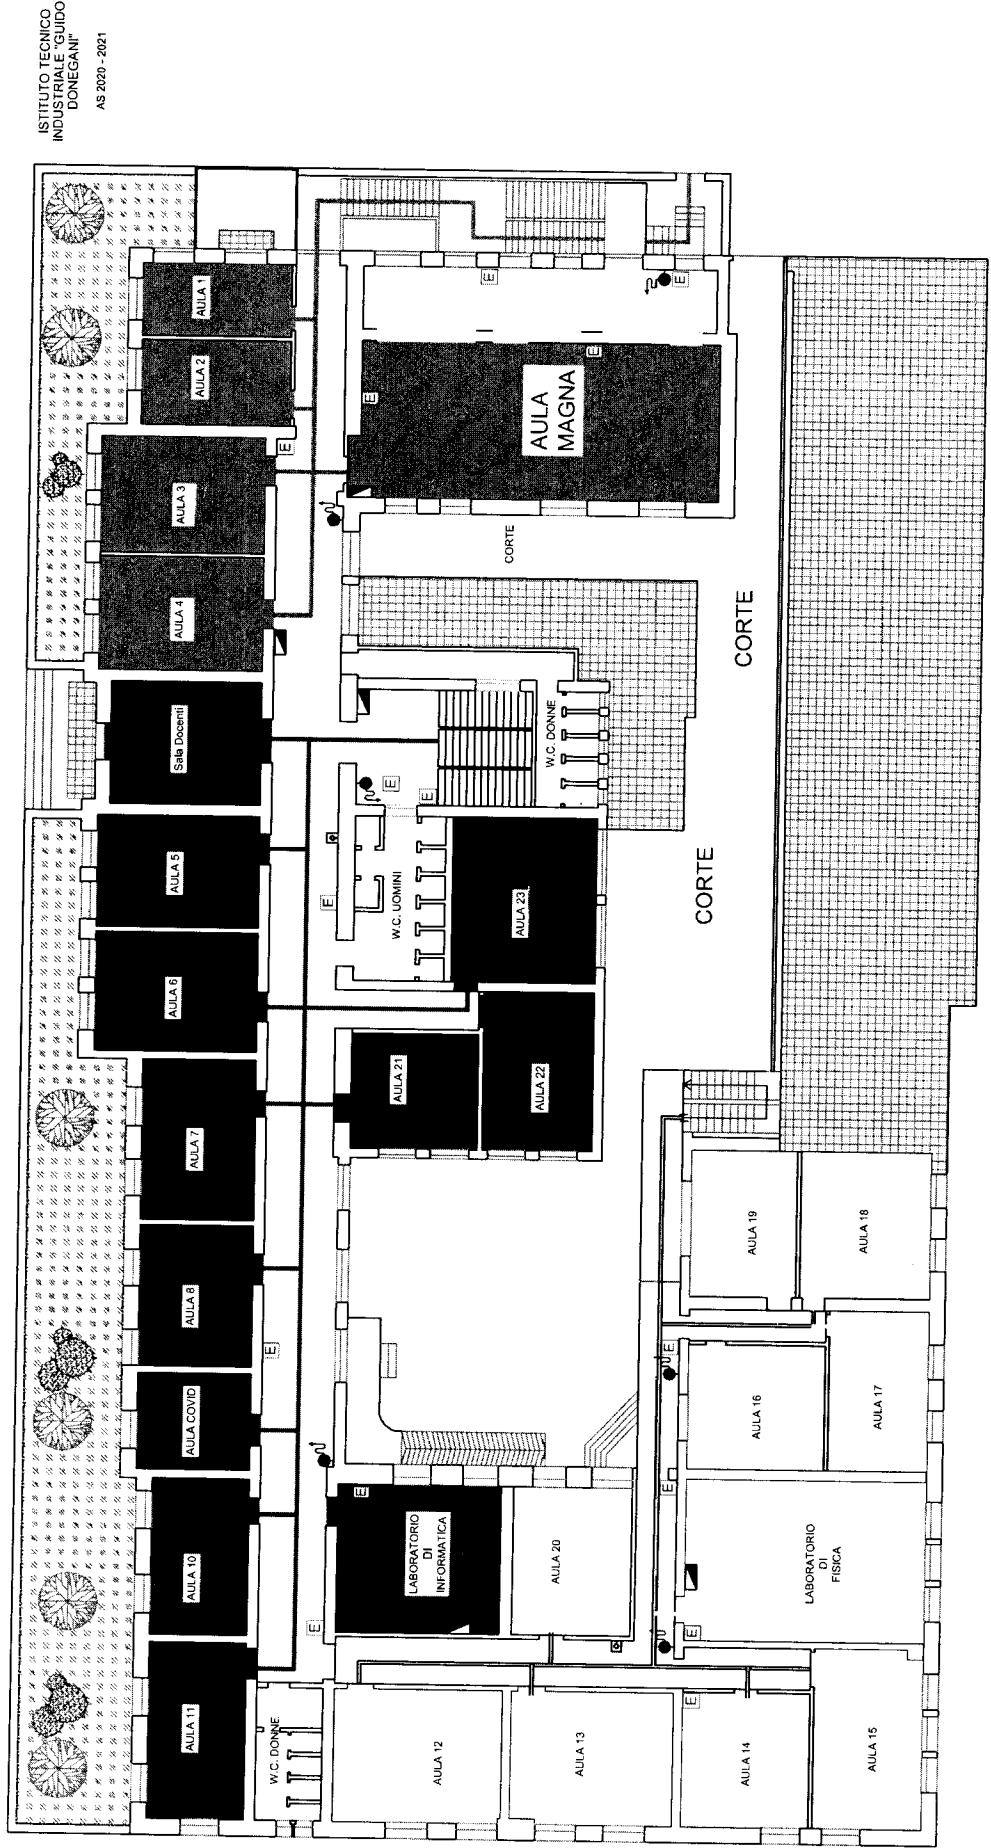 ISTITUTO TECNICO
INDUSTRIALE "GUIDO
DONEGANI"
AS 2020 - 2021
AULA 11
AULA 10
AULA COVID
AULA 8
AULA 7
AULA 6
AULA 5
Sala Docenti
AULA 4
AULA 3
AULA 2
AULA 1
E
E
E
E
W.C. DONNE
AULA 12
LABORATORIO
DI
INFORMATICA
E
AULA 21
W.C. UOMINI
E
E
E
AULA 13
AULA 20
AULA 22
AULA 23
W.C. DONNE
CORTE
AULA
MAGNA
E
E
E
E
AULA 14
E
E
LABORATORIO
DI
FISICA
E
E
AULA 16
AULA 19
CORTE
CORTE
AULA 15
AULA 17
AULA 18